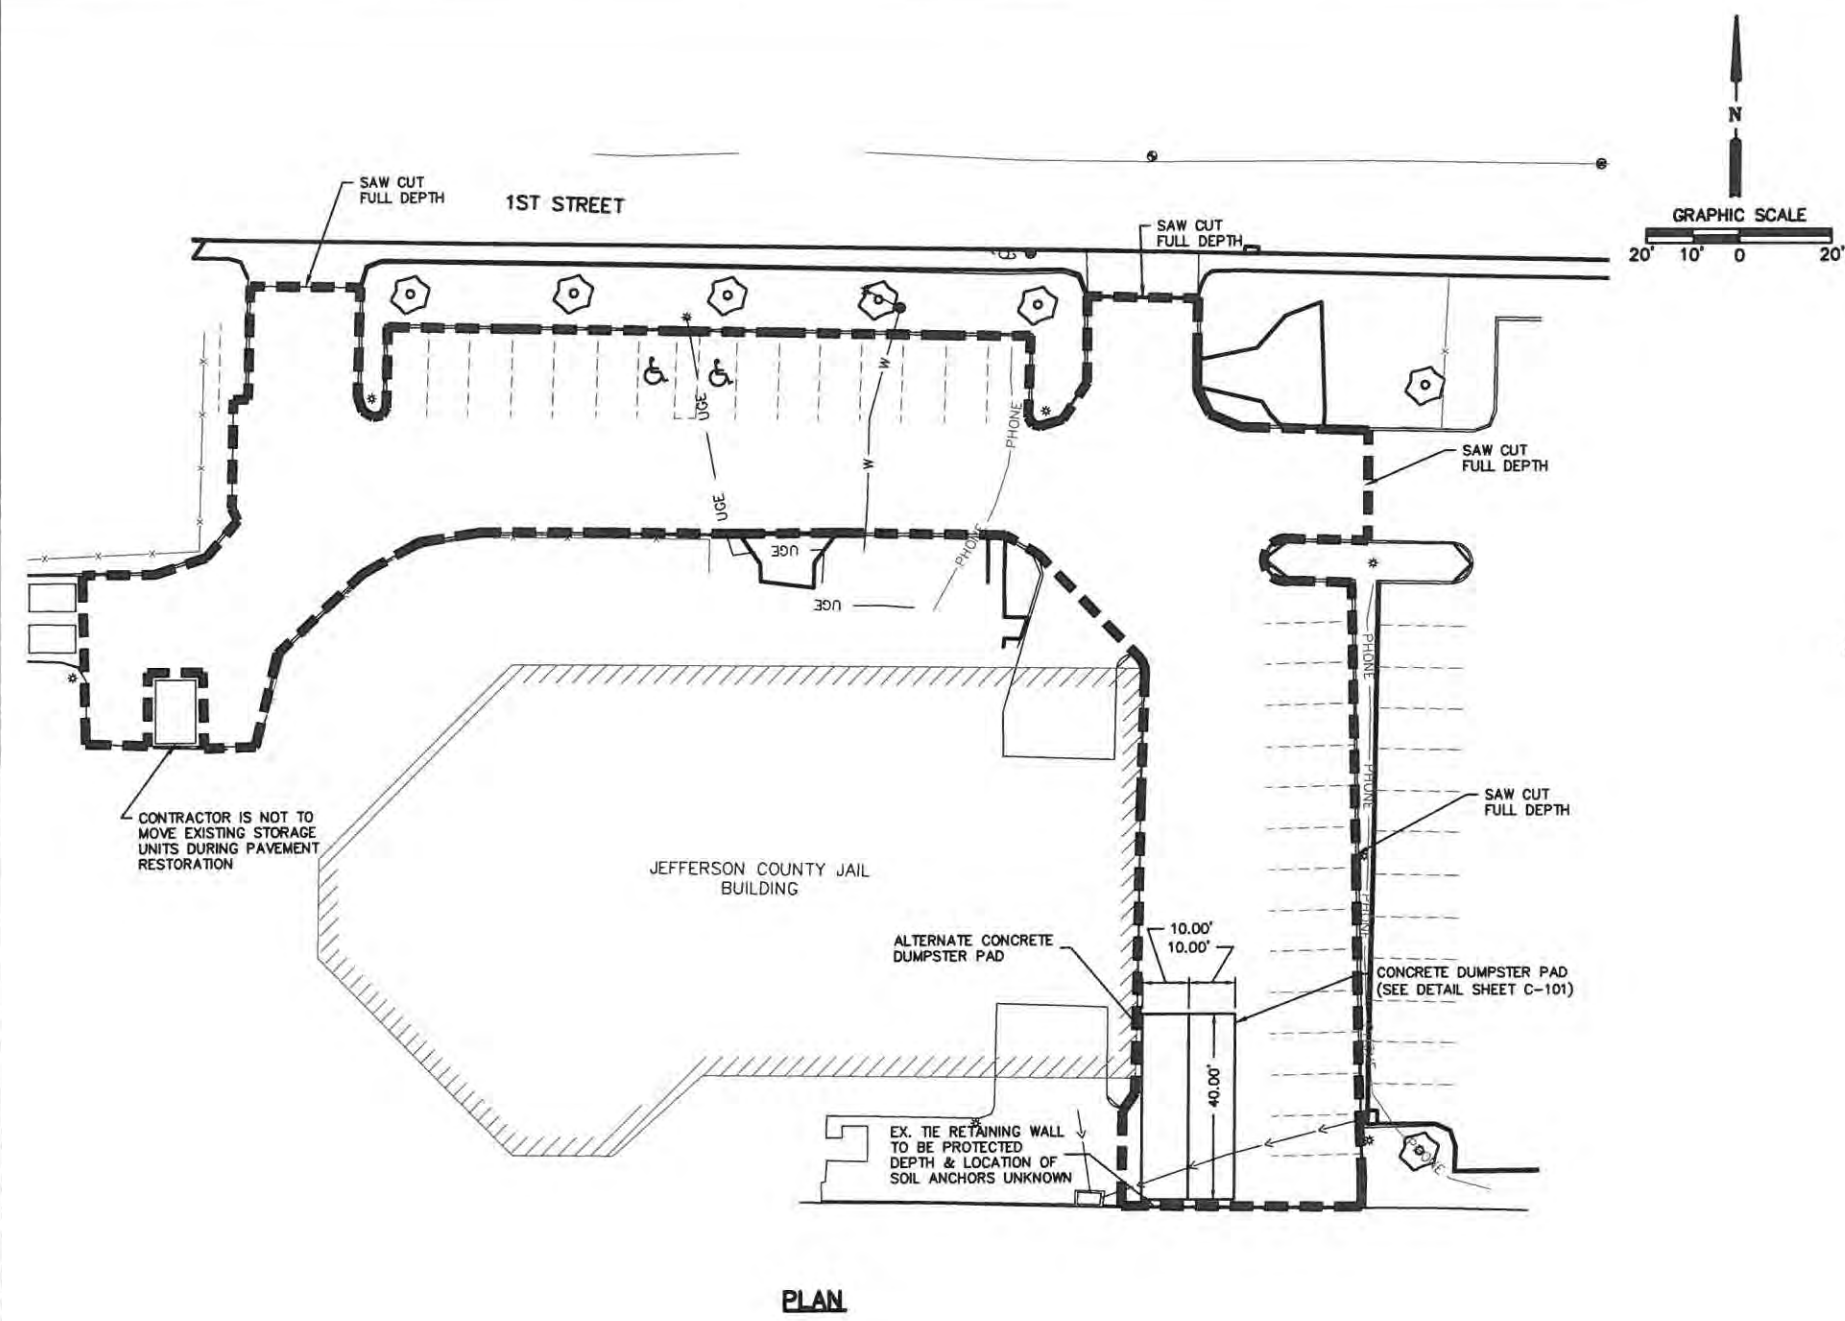 N
GRAPHIC SCALE
20' 10' 0 20'
SAW CUT
FULL DEPTH
1ST STREET
SAW CUT
FULL DEPTH
SAW CUT
FULL DEPTH
W
W
UGE
UGE
PHONE
PHONE
UGE
UGE
PHONE
PHONE
PHONE
SAW CUT
FULL DEPTH
CONTRACTOR IS NOT TO
MOVE EXISTING STORAGE
UNITS DURING PAVEMENT
RESTORATION
JEFFERSON COUNTY JAIL
BUILDING
ALTERNATE CONCRETE
DUMPSTER PAD
10.00'
10.00'
CONCRETE DUMPSTER PAD
(SEE DETAIL SHEET C-101)
40.00'
EX. TIE RETAINING WALL
TO BE PROTECTED
DEPTH & LOCATION OF
SOIL ANCHORS UNKNOWN
PHONE
PLAN